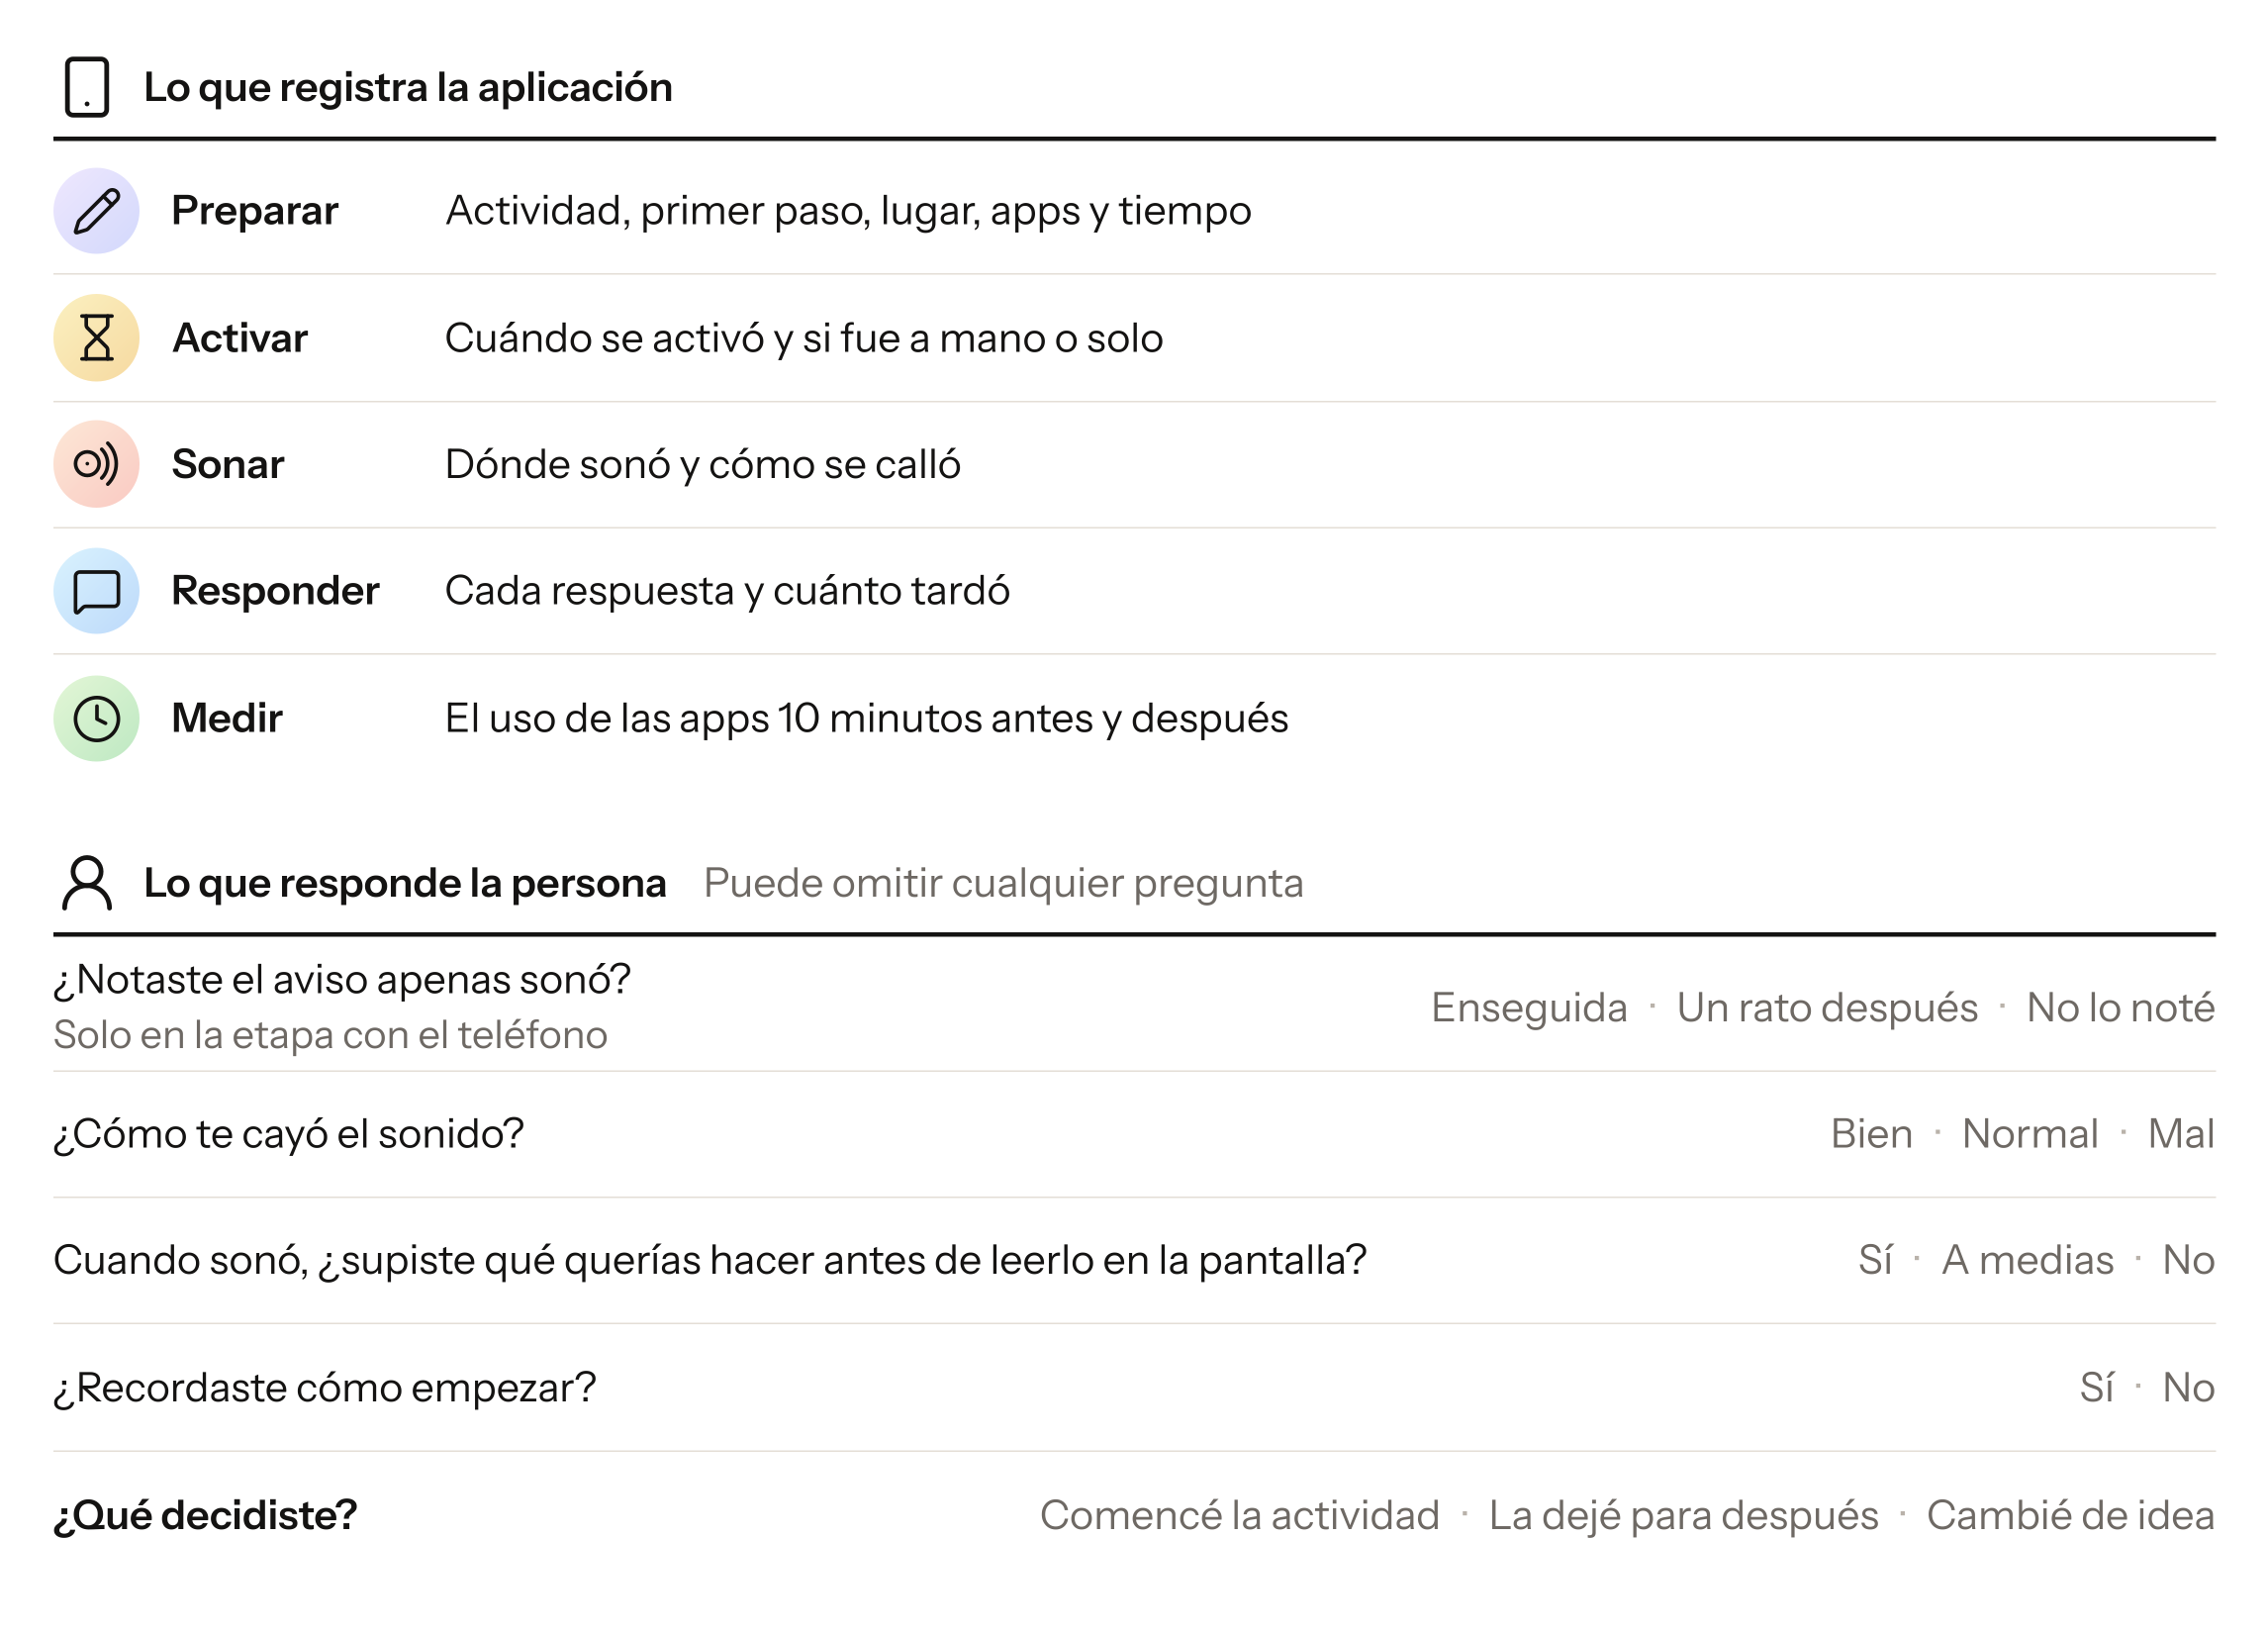 Lo que registra la aplicación
Preparar Actividad, primer paso, lugar, apps y tiempo
Activar Cuándo se activó y si fue a mano o solo
Sonar Dónde sonó y cómo se calló
Responder Cada respuesta y cuánto tardó
Medir El uso de las apps 10 minutos antes y después
Lo que responde la persona Puede omitir cualquier pregunta
¿Notaste el aviso apenas sonó?
Solo en la etapa con el teléfono
Enseguida · Un rato después · No lo noté
¿Cómo te cayó el sonido? Bien · Normal · Mal
Cuando sonó, ¿supiste qué querías hacer antes de leerlo en la pantalla? Sí · A medias · No
¿Recordaste cómo empezar? Sí · No
¿Qué decidiste? Comencé la actividad · La dejé para después · Cambié de idea